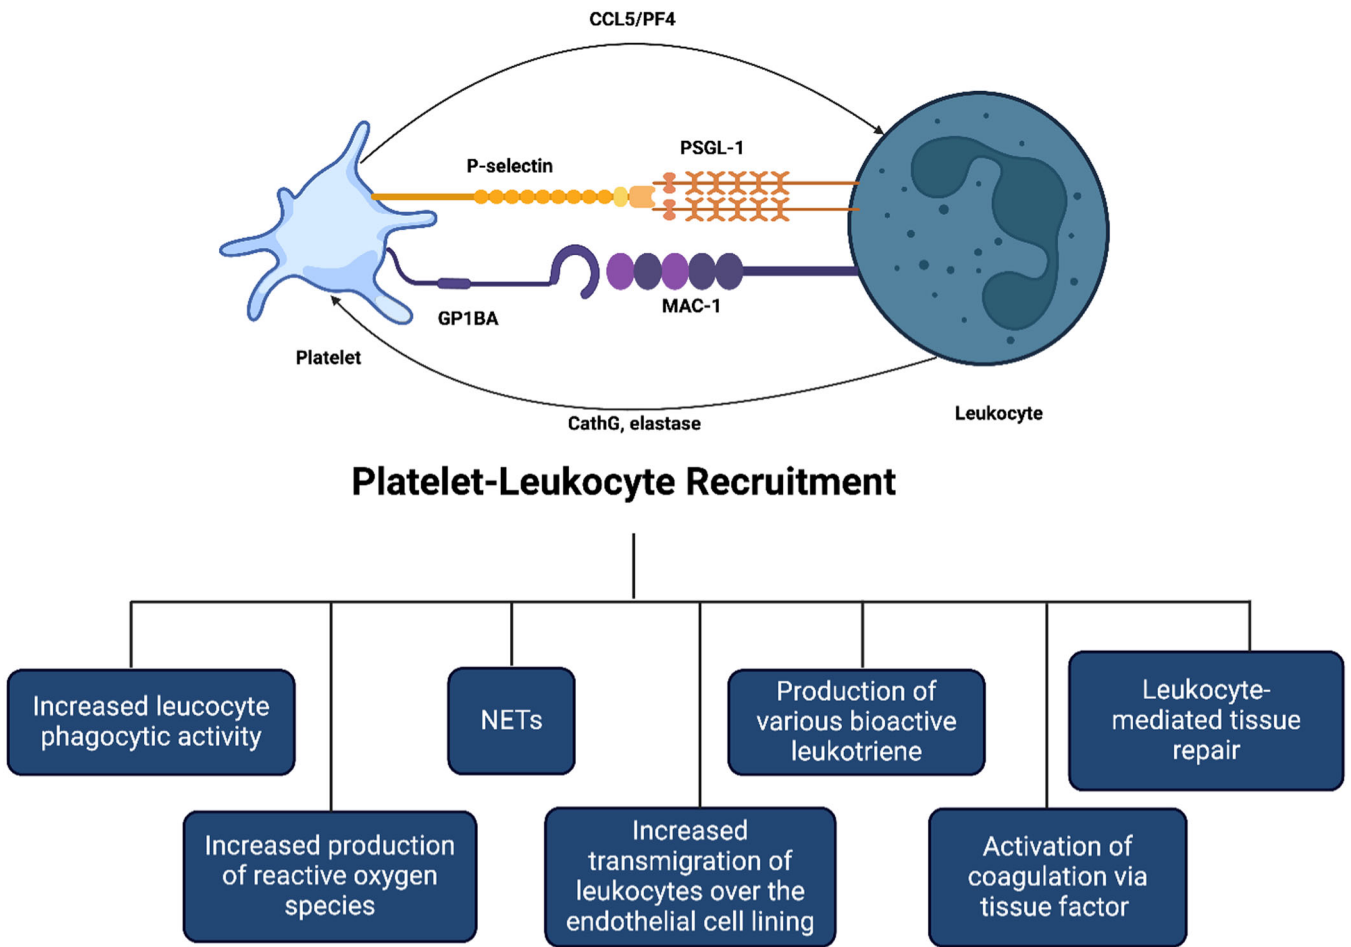 CCL5/PF4
P-selectin
PSGL-1
GP1BA
MAC-1
Platelet
Leukocyte
CathG, elastase
Platelet-Leukocyte Recruitment
Increased leucocyte
phagocytic activity
NETs
Production of
various bioactive
leukotriene
Leukocyte-
mediated tissue
repair
Increased production
of reactive oxygen
species
Increased
transmigration of
leukocytes over the
endothelial cell lining
Activation of
coagulation via
tissue factor